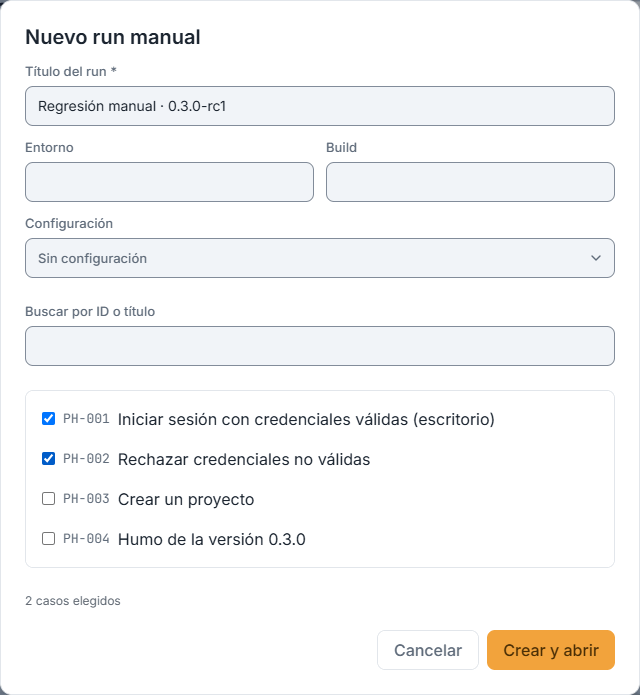 Nuevo run manual
Título del run *
Regresión manual · 0.3.0-rc1
Entorno
Build
Configuración
Sin configuración
Buscar por ID o título
PH-001 Iniciar sesión con credenciales válidas (escritorio)
PH-002 Rechazar credenciales no válidas
PH-003 Crear un proyecto
PH-004 Humo de la versión 0.3.0
2 casos elegidos
Cancelar
Crear y abrir